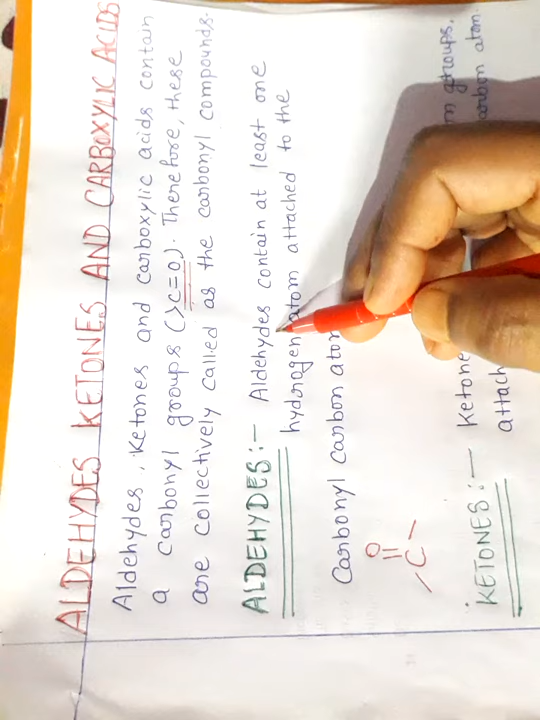 ALDEHYDES KETONES AND CARBOXYLIC ACIDS
Aldehydes, Ketones and carboxylic acids contain
a carbonyl groups (>C=O). Therefore, these
are collectively called as the carbonyl compounds.
ALDEHYDES:— Aldehydes contain at least one
hydrogen atom attached to the
Carbonyl carbon atom
O
||
C
KETONES:— Ketone groups.
attach carbon atom.